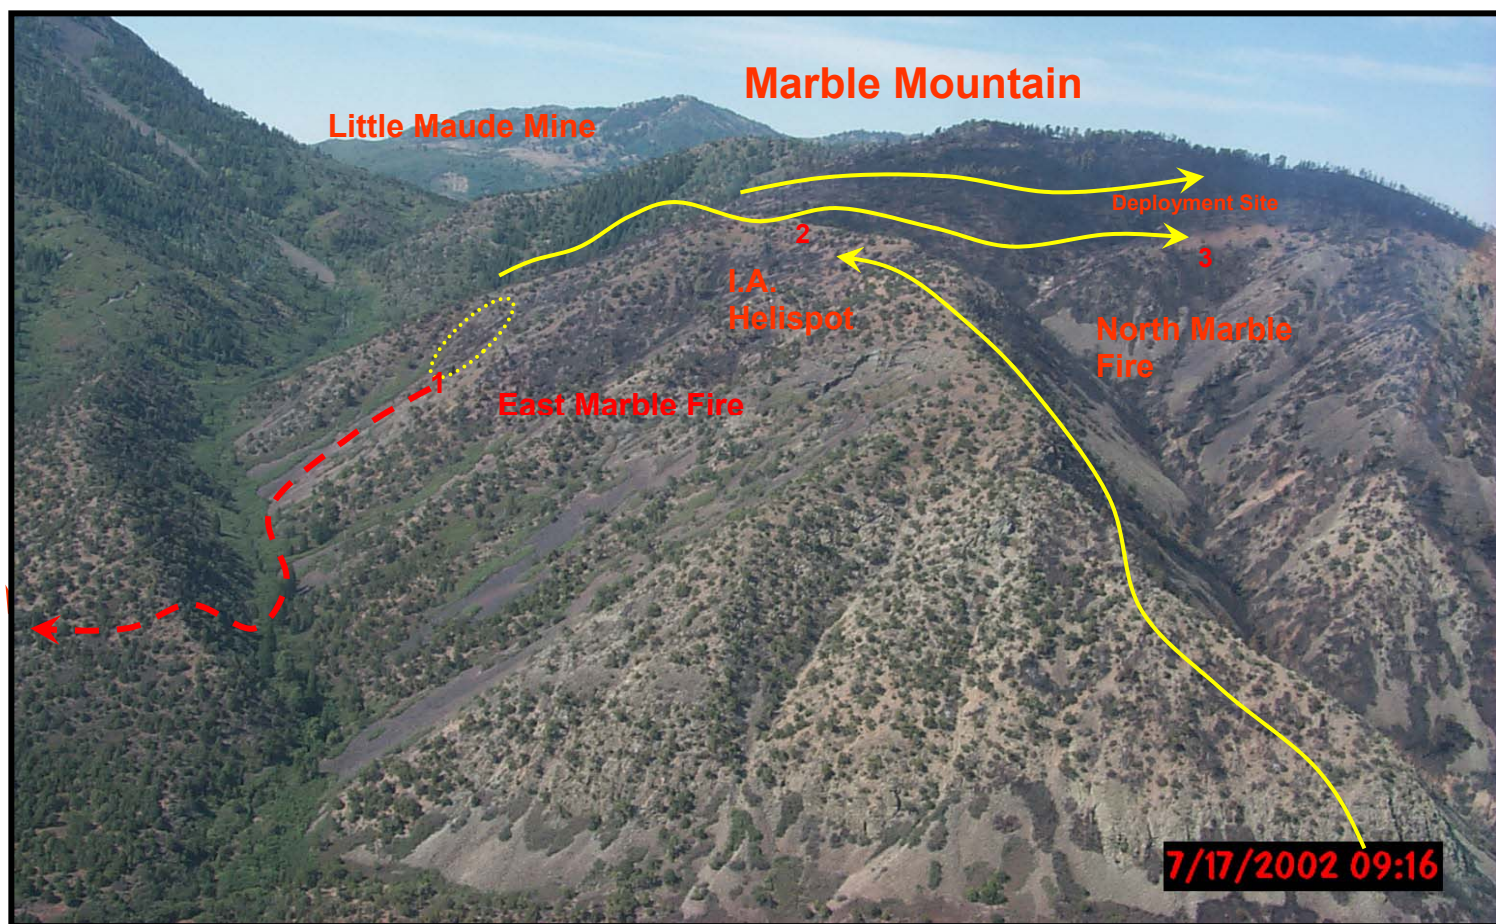 Marble Mountain
Little Maude Mine
Deployment Site
2
3
I.A.
Helispot
North Marble
Fire
1
East Marble Fire
7/17/2002 09:16